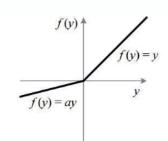 f(y)
f(y) = y
y
f(y) = ay